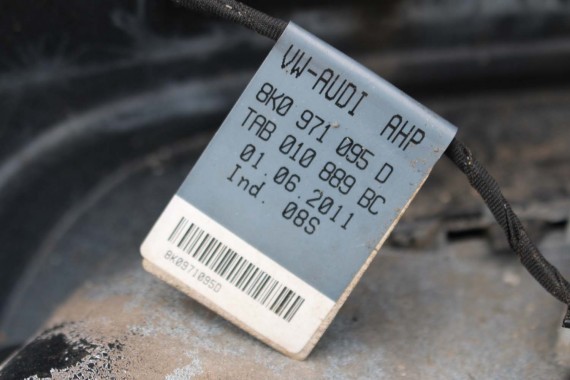 VW-AUDI AHP
8K0 971 095 D
TAB 010 889 BC
01.06.2011
Ind. 08S
8K0971095D